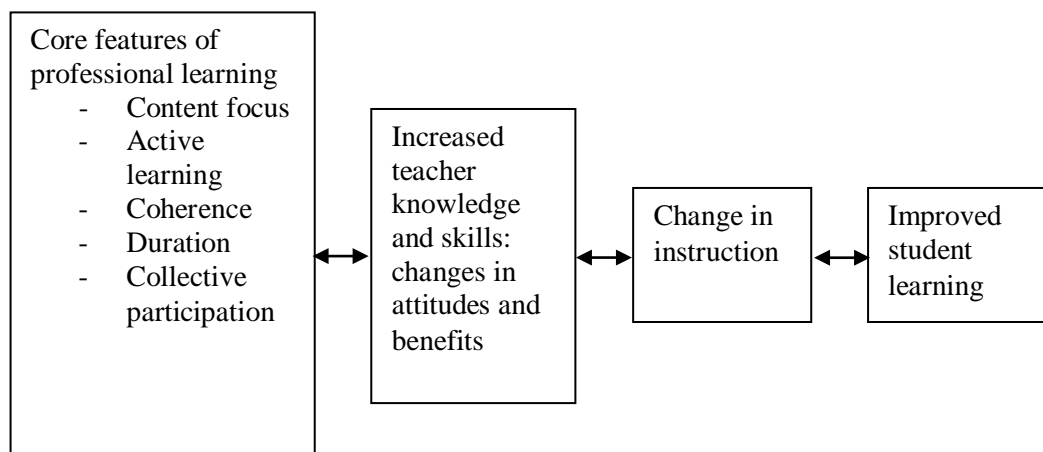 Core features of
professional learning
- Content focus
- Active
learning
- Coherence
- Duration
- Collective
participation
Increased
teacher
knowledge
and skills:
changes in
attitudes and
benefits
Change in
instruction
Improved
student
learning